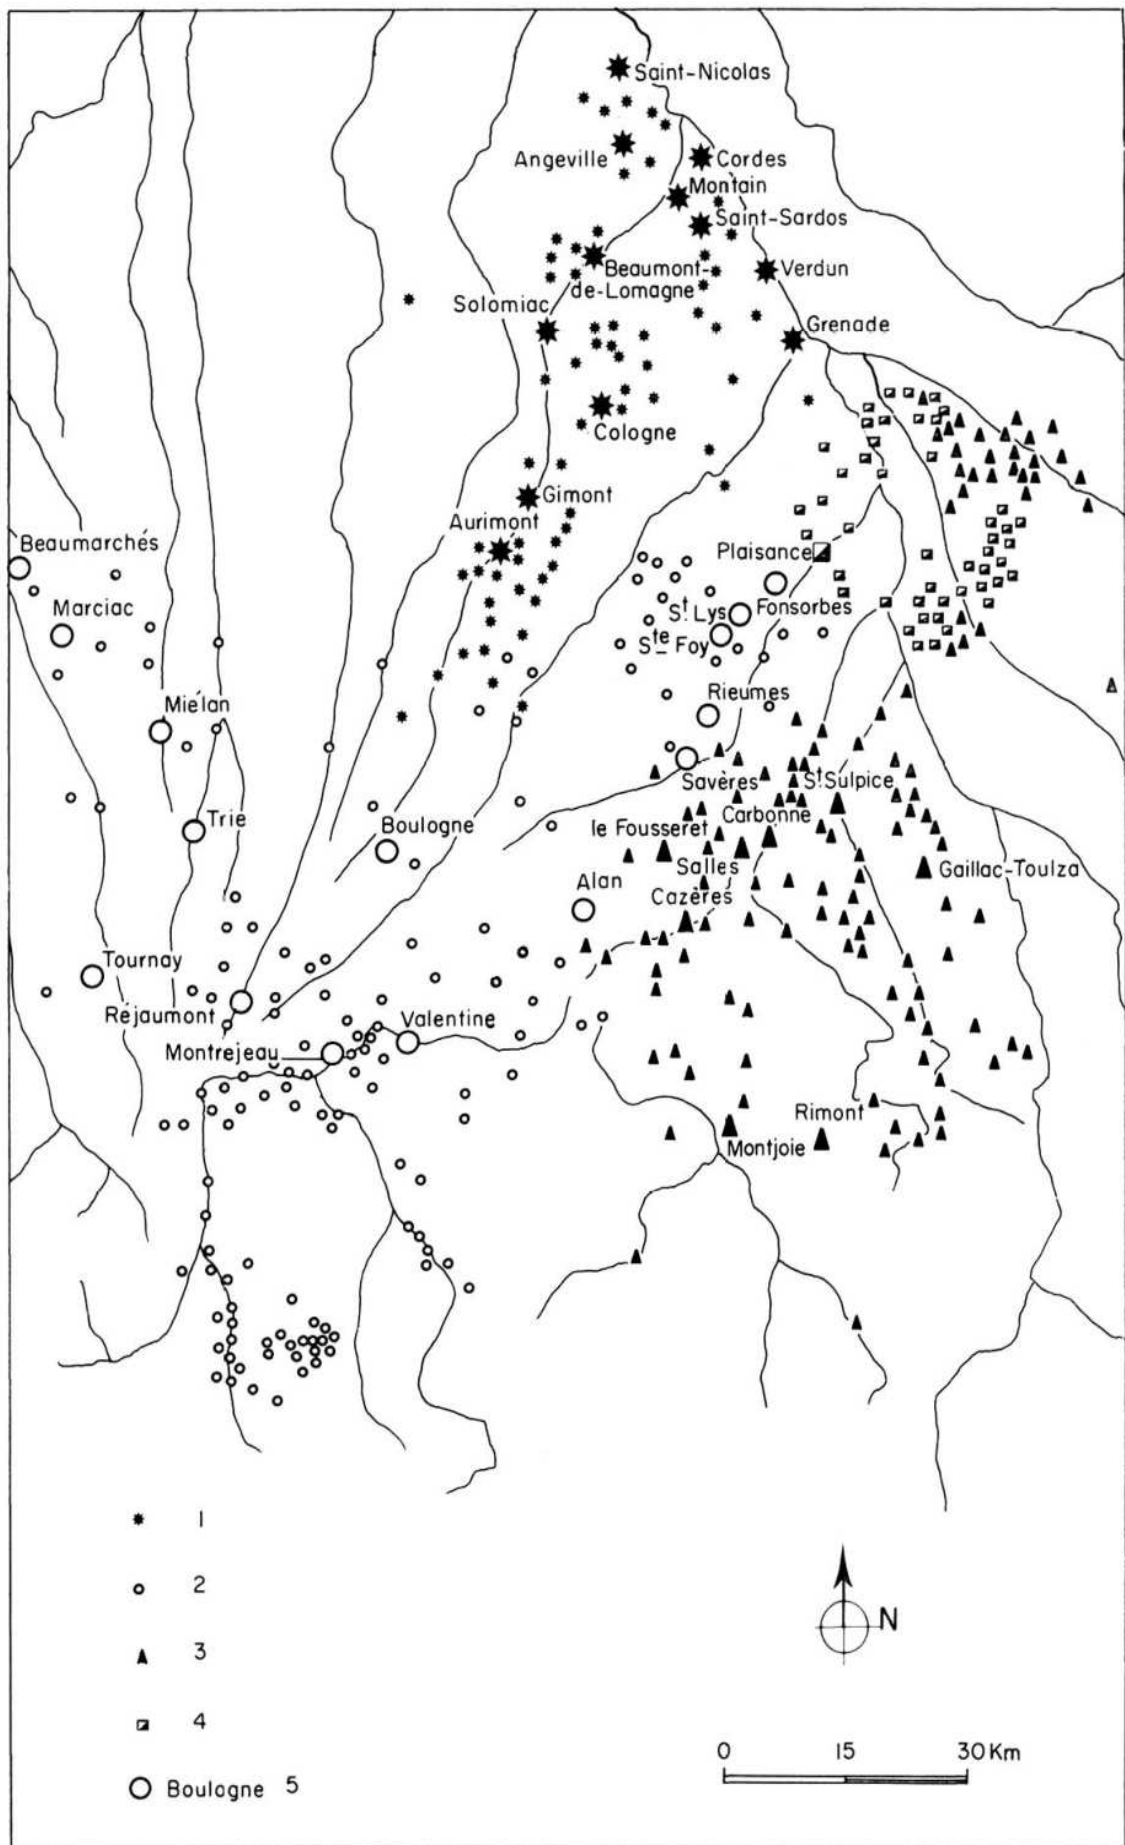 Saint-Nicolas
Angeville
Cordes
Montain
Saint-Sardos
Beaumont-
de-Lomagne
Verdun
Solomiac
Grenade
Cologne
Gimont
Aurimont
Beaumarchés
Plaisance
Marciac
St Lys
Fonsorbes
Ste Foy
Miélan
Rieumes
Savères
St Sulpice
Trie
Boulogne
le Fousseret
Carbonne
Salles
Gaillac-Toulza
Alan
Cazères
Tournay
Réjaumont
Valentine
Montrejeau
Rimont
Montjoie
1
2
3
4
Boulogne 5
N
0 15 30 Km